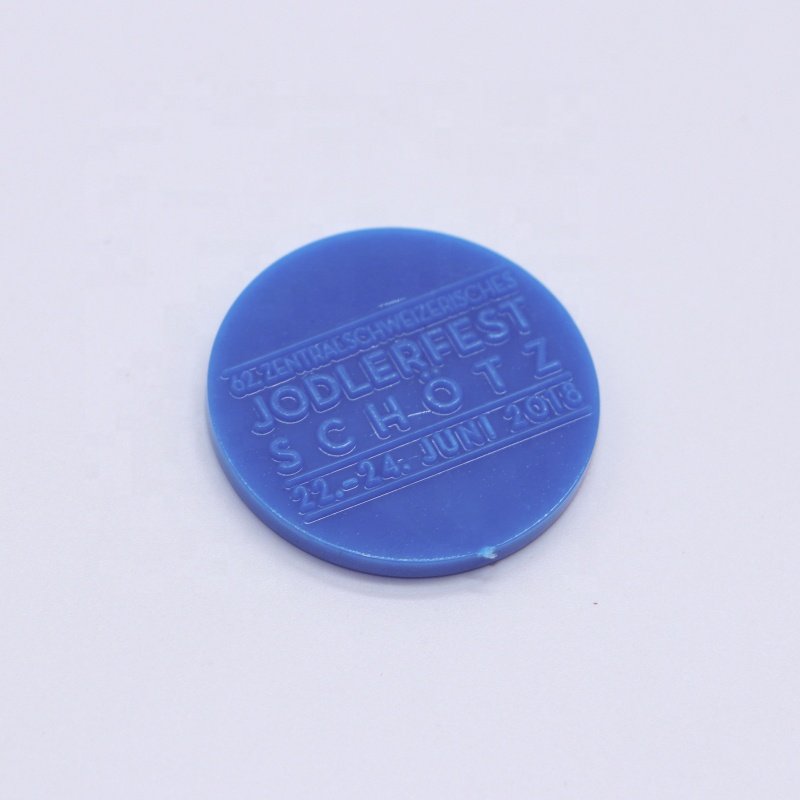 62. ZENTRALSCHWEIZERISCHES
JODLERFEST
SCHÖTZ
22.-24. JUNI 2018